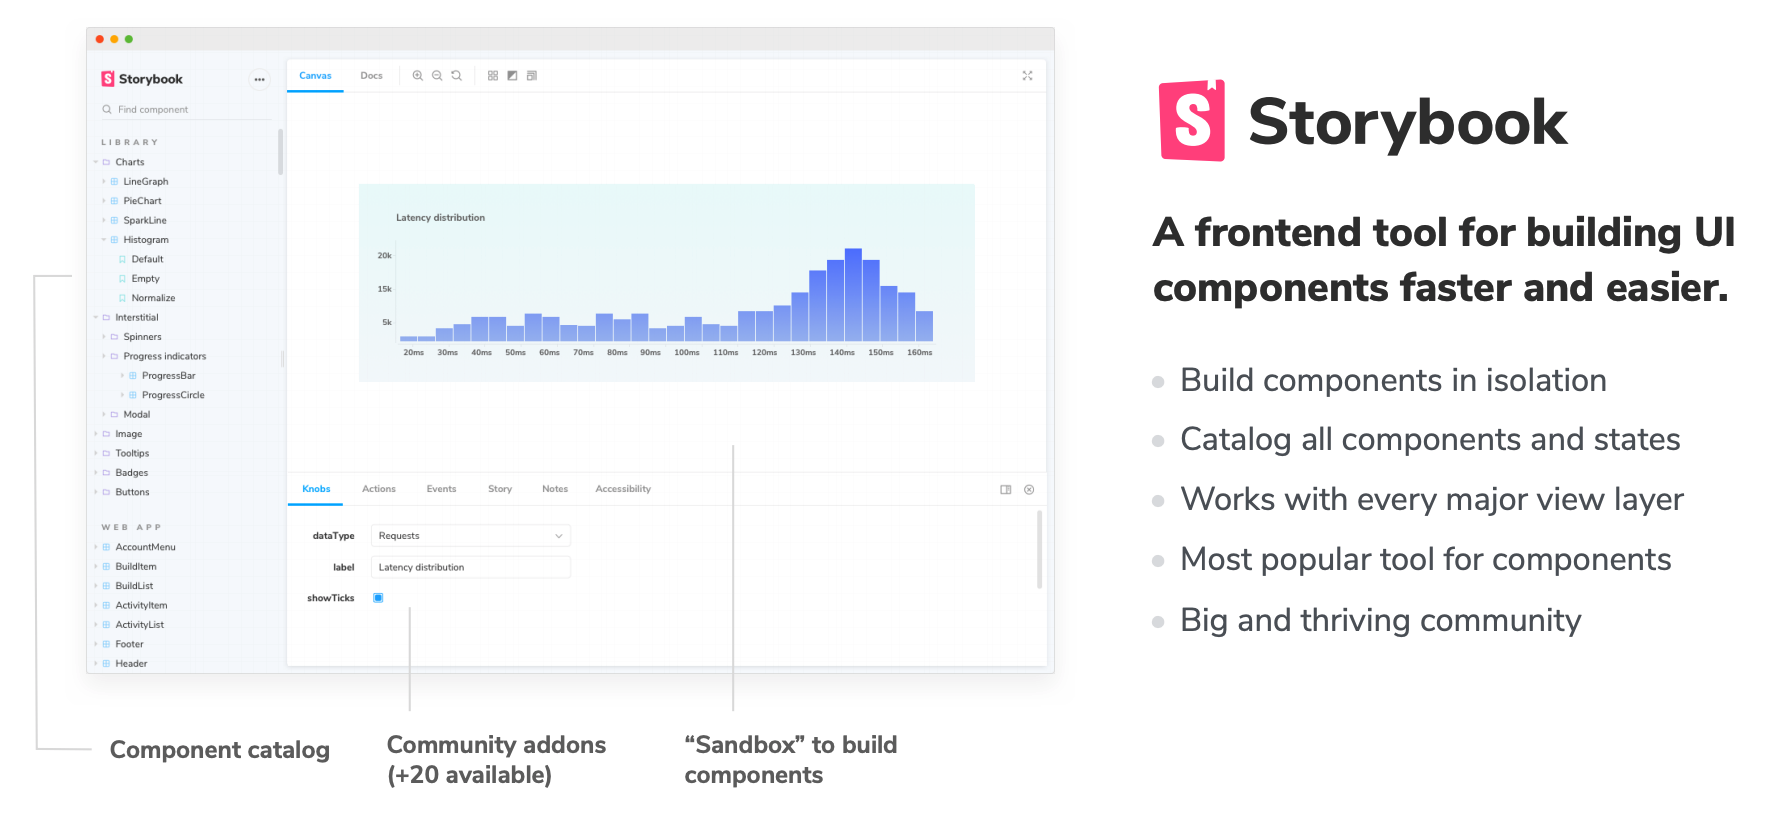 Storybook
Find component
LIBRARY
Charts
LineGraph
PieChart
SparkLine
Histogram
Default
Empty
Normalize
Interstitial
Spinners
Progress indicators
ProgressBar
ProgressCircle
Modal
Image
Tooltips
Badges
Buttons
WEB APP
AccountMenu
BuildItem
BuildList
ActivityItem
ActivityList
Footer
Header
Canvas Docs
Latency distribution
20k
15k
5k
20ms 30ms 40ms 50ms 60ms 70ms 80ms 90ms 100ms 110ms 120ms 130ms 140ms 150ms 160ms
Knobs Actions Events Story Notes Accessibility
dataType Requests
label Latency distribution
showTicks
Component catalog
Community addons
(+20 available)
“Sandbox” to build
components
S Storybook
A frontend tool for building UI
components faster and easier.
Build components in isolation
Catalog all components and states
Works with every major view layer
Most popular tool for components
Big and thriving community